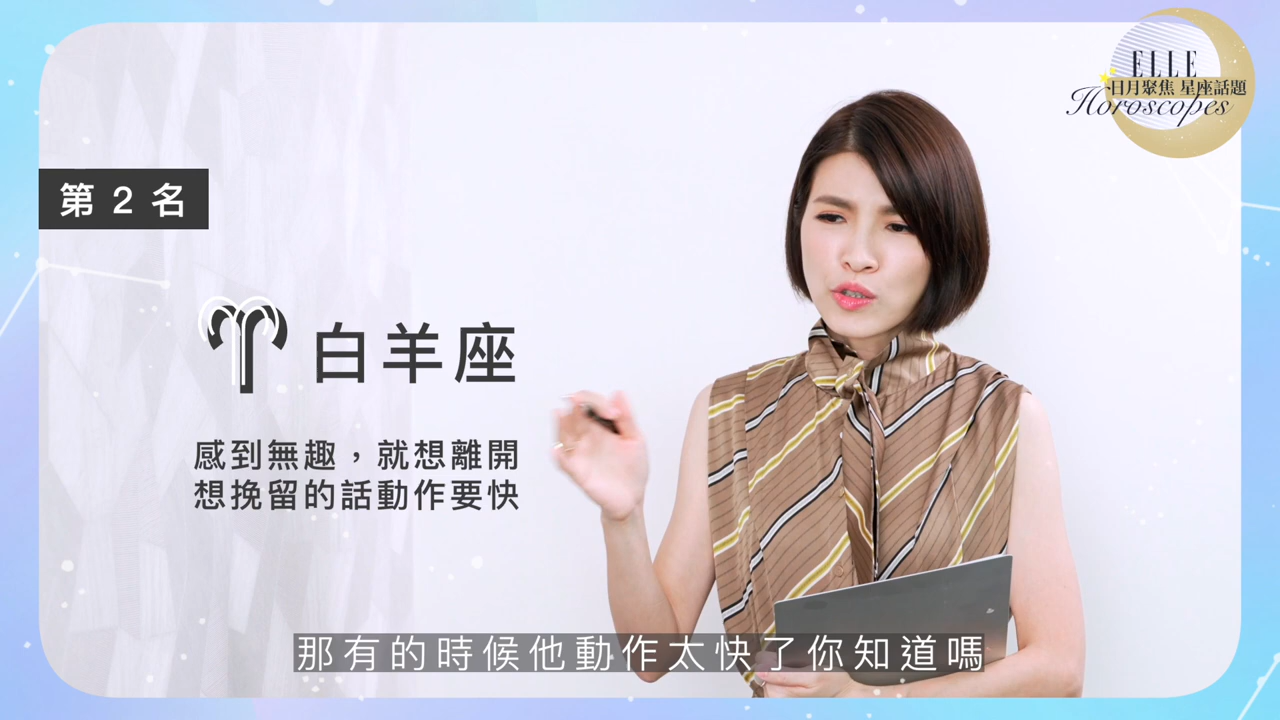 ELLE
日月聚焦 星座話題
Horoscopes
第2名
白羊座
感到無趣，就想離開
想挽留的話動作要快
那有的時候他動作太快了你知道嗎